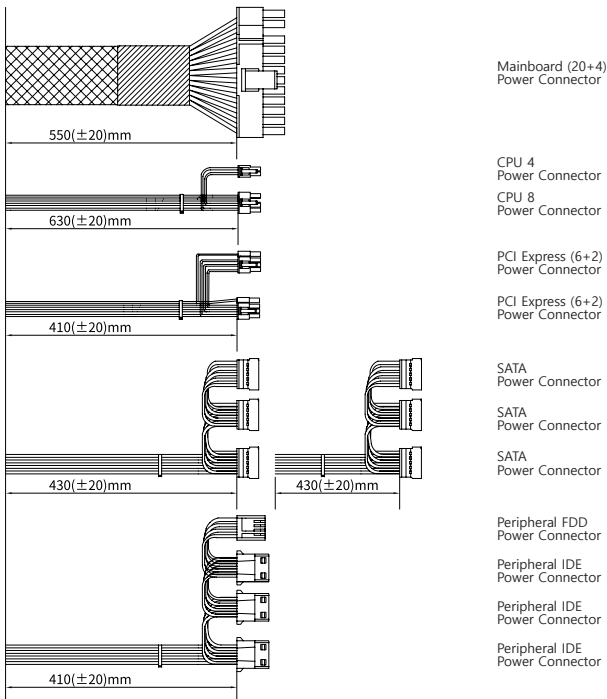 Mainboard (20+4)
Power Connector
550(±20)mm
CPU 4
Power Connector
CPU 8
Power Connector
630(±20)mm
PCI Express (6+2)
Power Connector
PCI Express (6+2)
Power Connector
410(±20)mm
SATA
Power Connector
SATA
Power Connector
SATA
Power Connector
430(±20)mm
430(±20)mm
Peripheral FDD
Power Connector
Peripheral IDE
Power Connector
Peripheral IDE
Power Connector
Peripheral IDE
Power Connector
410(±20)mm